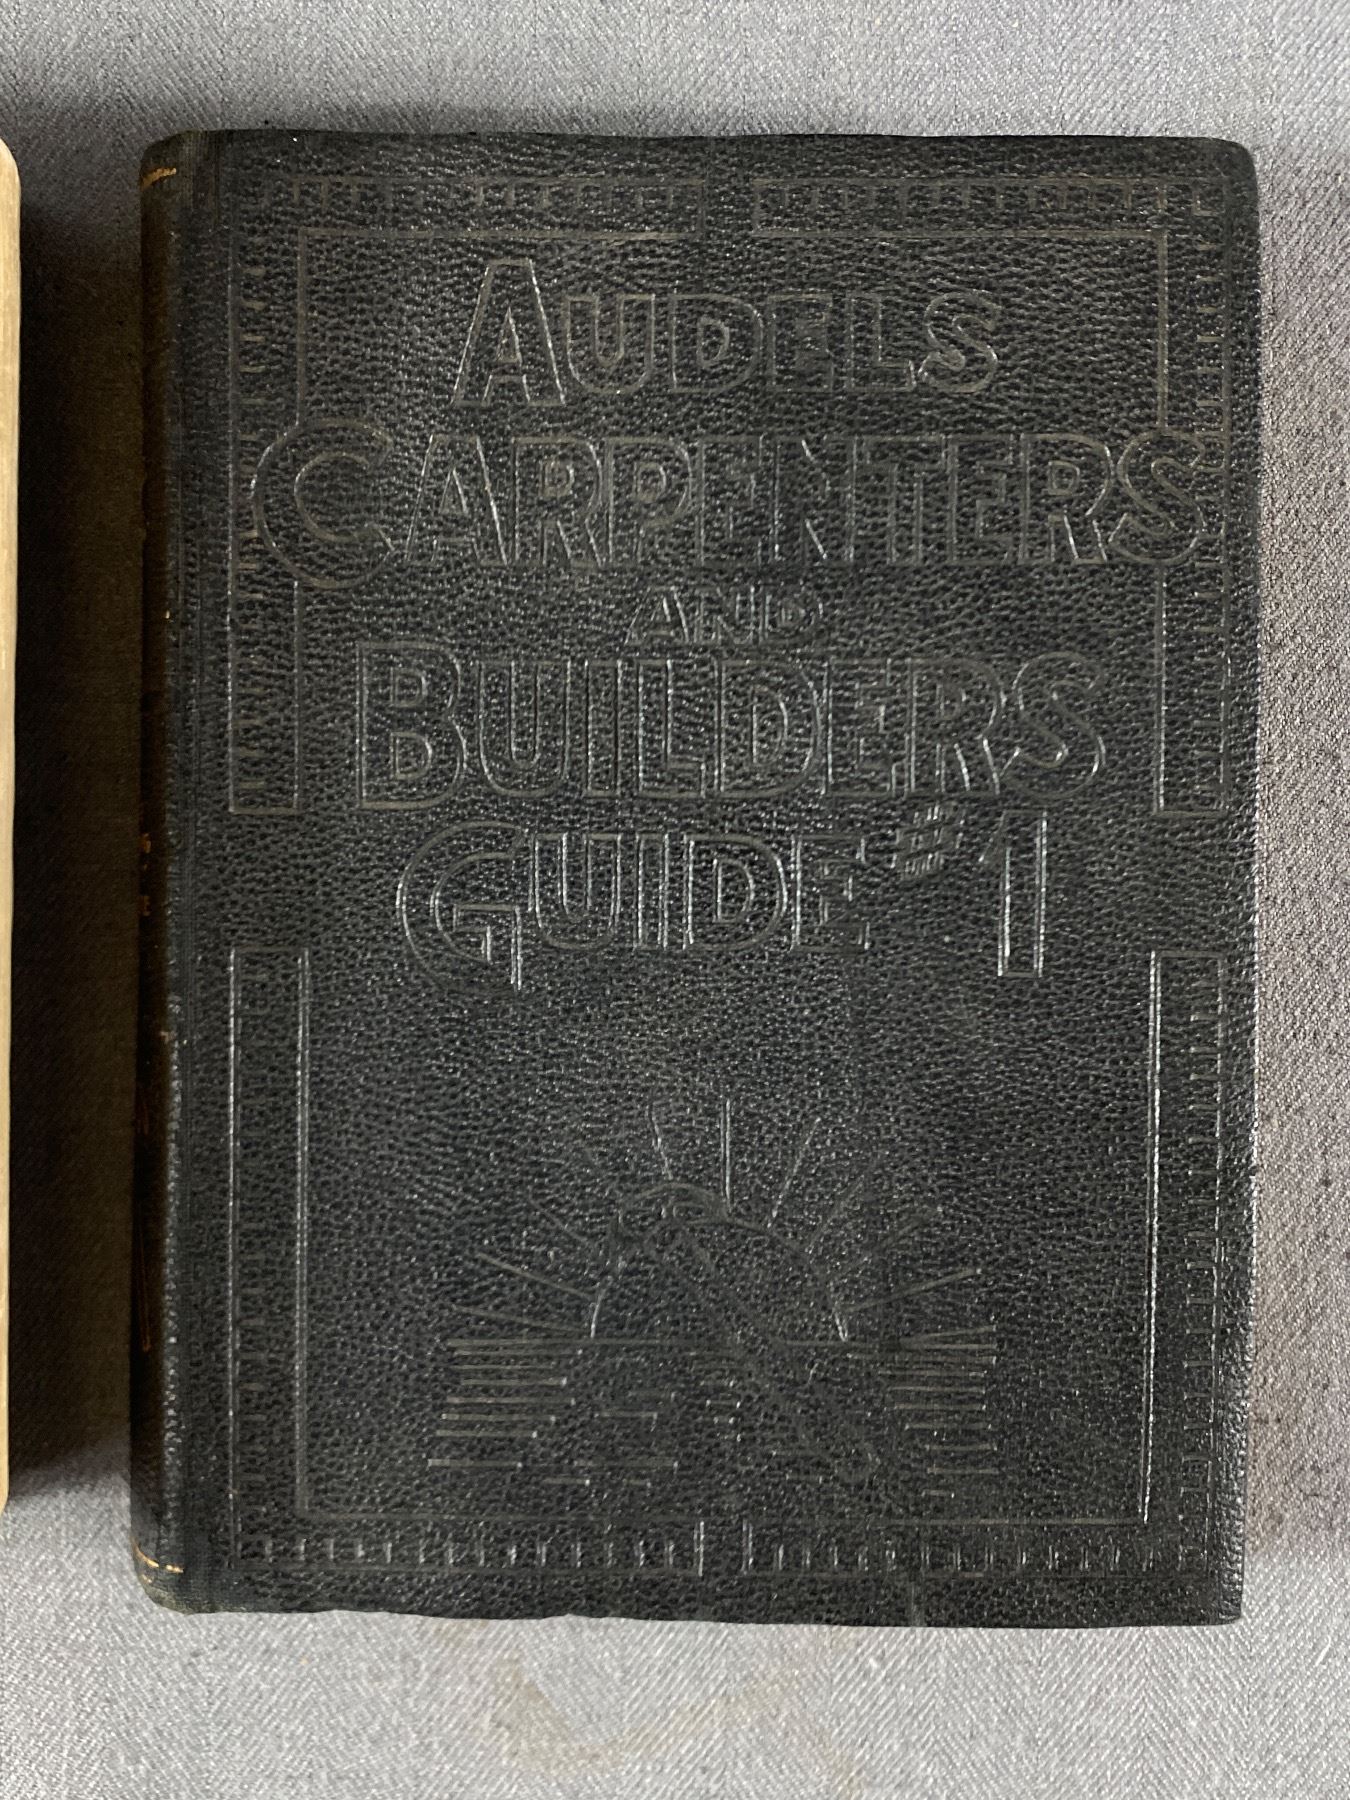 AUDELS
CARPENTERS
AND
BUILDERS
GUIDE #1